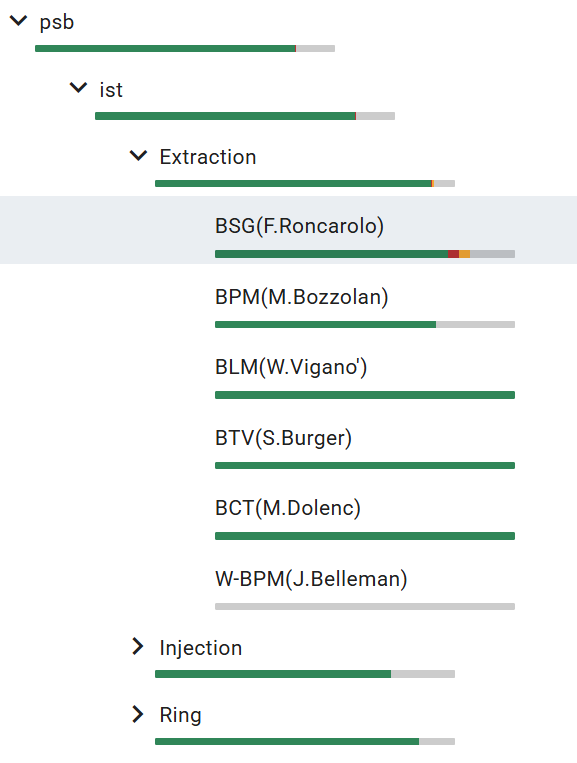 psb
ist
Extraction
BSG(F.Roncarolo)
BPM(M.Bozzolan)
BLM(W.Vigano')
BTV(S.Burger)
BCT(M.Dolenc)
W-BPM(J.Belleman)
Injection
Ring